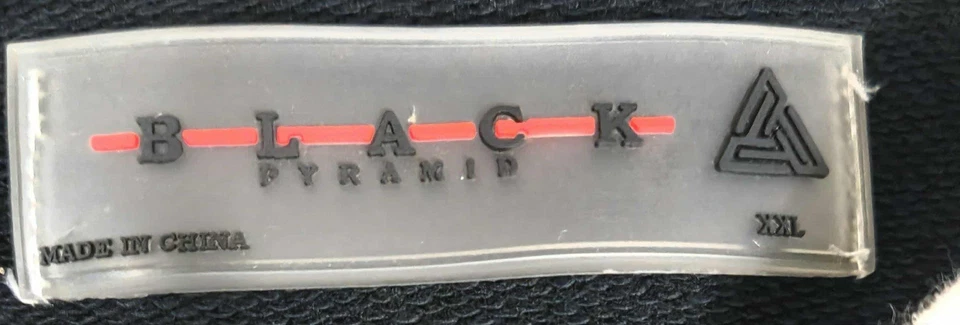 BLACK
PYRAMID
MADE IN CHINA
XXL